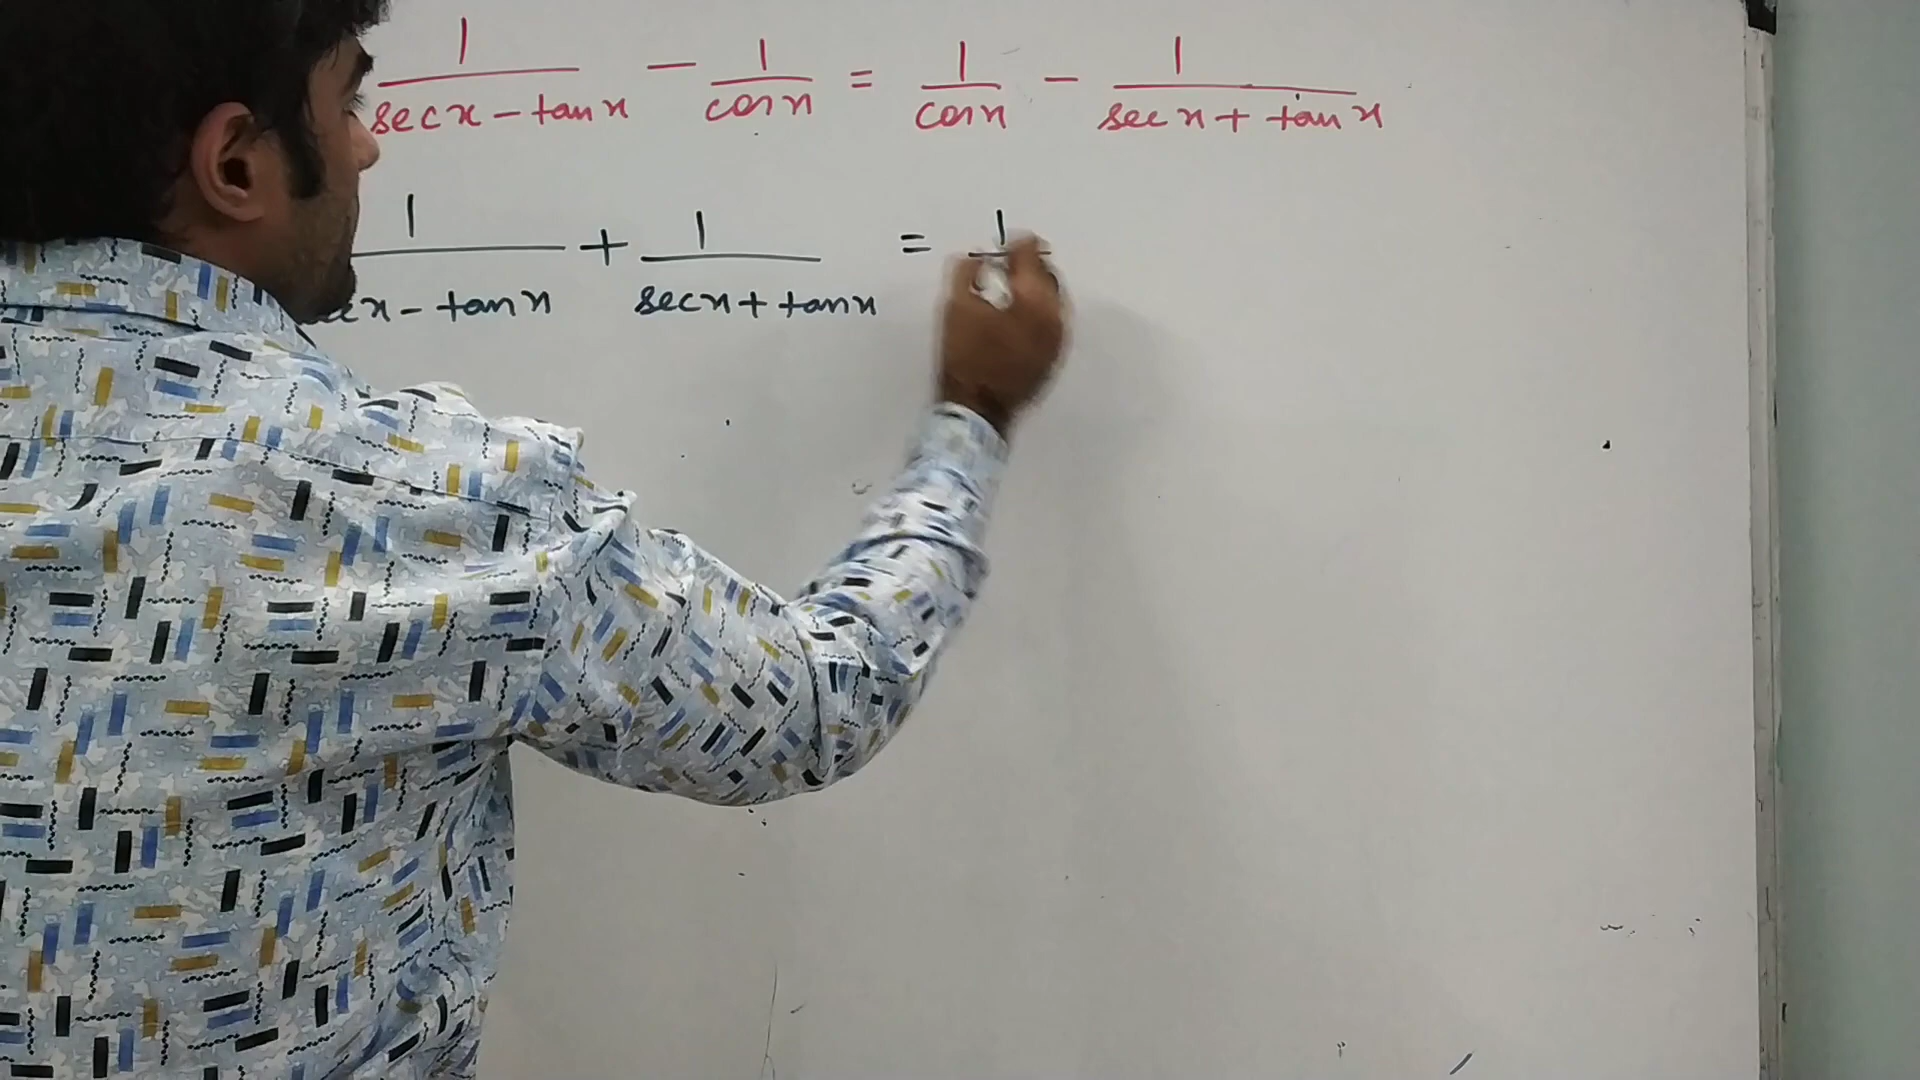 1/(sec x - tan x) - 1/cos x = 1/cos x - 1/(sec x + tan x)
1/(sec x - tan x) + 1/(sec x + tan x) = 1